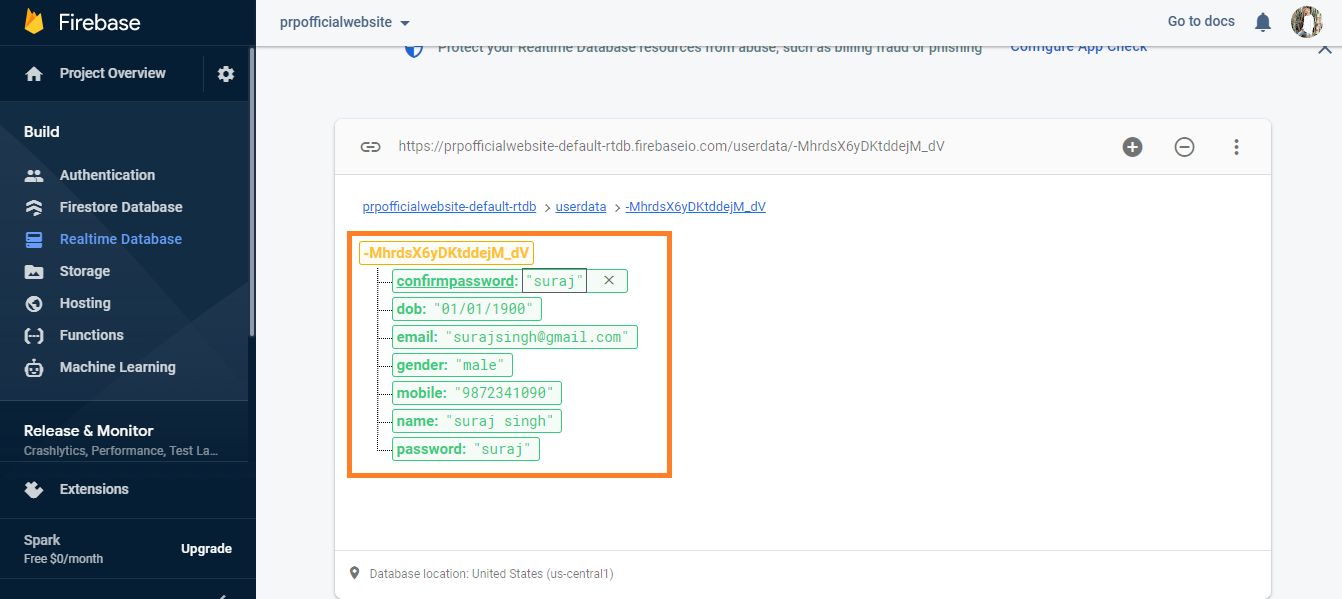 Firebase
prpofficialwebsite
Go to docs
Project Overview
Protect your Realtime Database resources from abuse, such as billing fraud or phishing
Configure App Check
Build
Authentication
Firestore Database
Realtime Database
Storage
Hosting
Functions
Machine Learning
Release & Monitor
Crashlytics, Performance, Test La...
Extensions
Spark
Free $0/month
Upgrade
https://prpofficialwebsite-default-rtdb.firebaseio.com/userdata/-MhrdsX6yDKtddejM_dV
prpofficialwebsite-default-rtdb > userdata > -MhrdsX6yDKtddejM_dV
-MhrdsX6yDKtddejM_dV
confirmpassword: "suraj" ×
dob: "01/01/1900"
email: "surajsingh@gmail.com"
gender: "male"
mobile: "9872341090"
name: "suraj singh"
password: "suraj"
Database location: United States (us-central1)